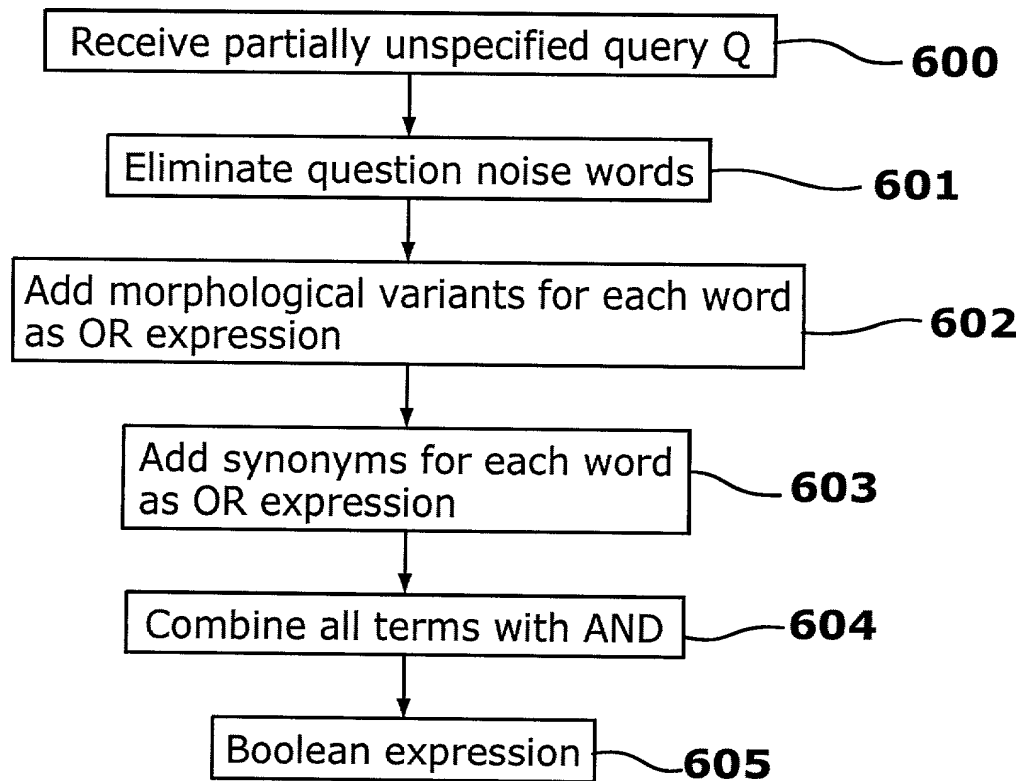 Receive partially unspecified query Q
600
Eliminate question noise words
601
Add morphological variants for each word
as OR expression
602
Add synonyms for each word
as OR expression
603
Combine all terms with AND
604
Boolean expression
605